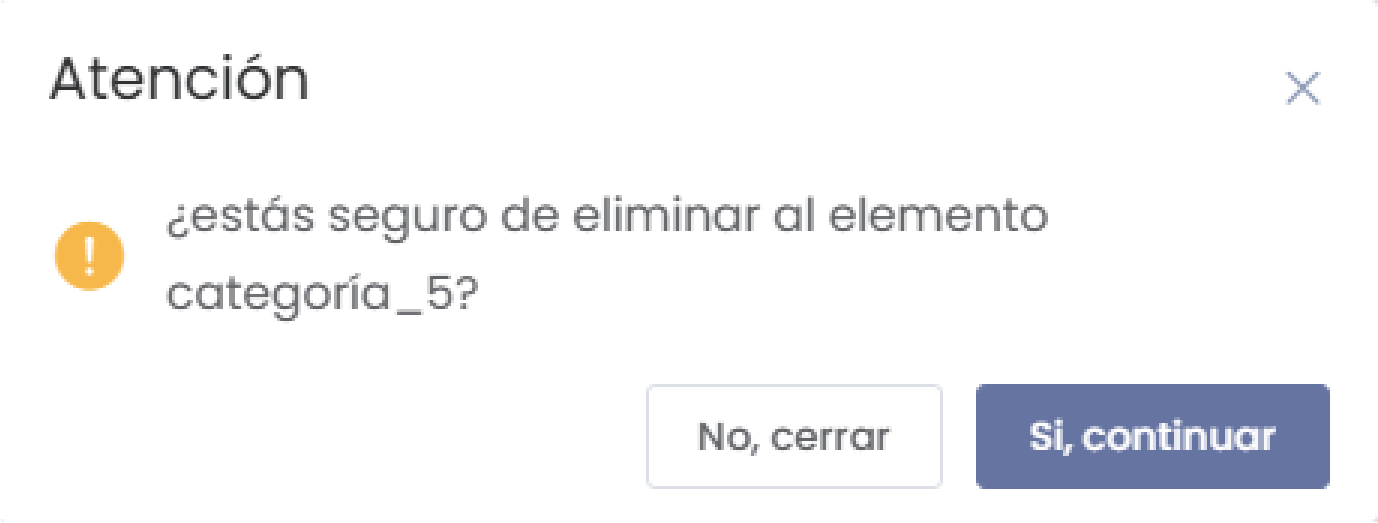 Atención
¿estás seguro de eliminar al elemento
categoría_5?
No, cerrar
Si, continuar